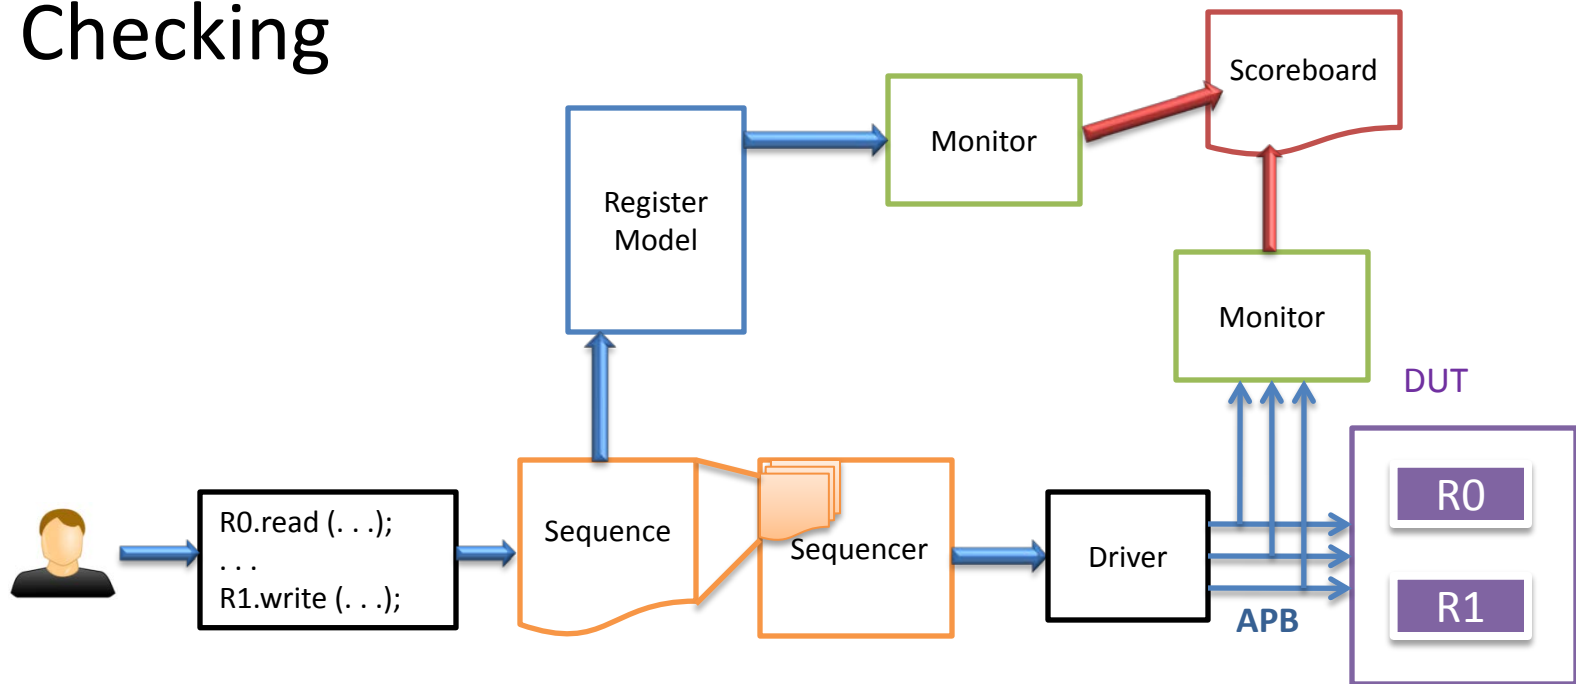 Checking
Scoreboard
Monitor
Register
Model
Monitor
DUT
R0.read (. . .);
. . .
R1.write (. . .);
Sequence
Sequencer
Driver
APB
R0
R1